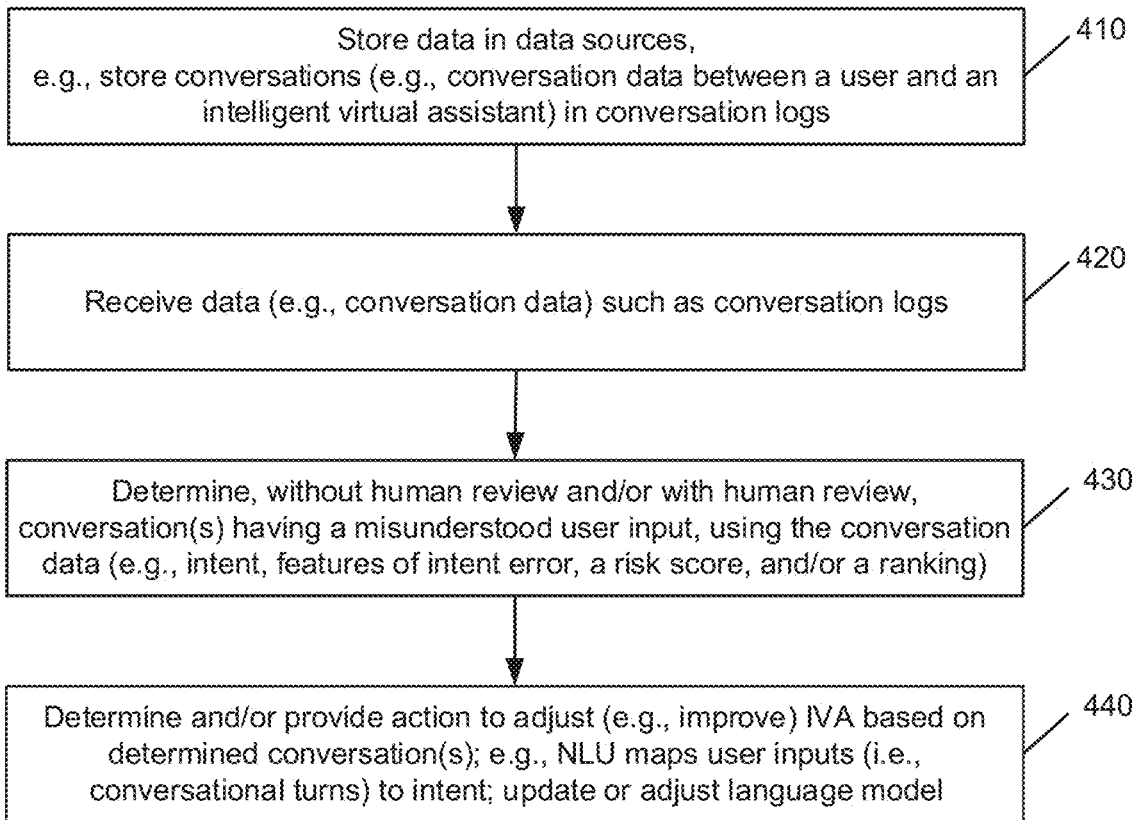 Store data in data sources,
e.g., store conversations (e.g., conversation data between a user and an
intelligent virtual assistant) in conversation logs
410
Receive data (e.g., conversation data) such as conversation logs
420
Determine, without human review and/or with human review,
conversation(s) having a misunderstood user input, using the conversation
data (e.g., intent, features of intent error, a risk score, and/or a ranking)
430
Determine and/or provide action to adjust (e.g., improve) IVA based on
determined conversation(s); e.g., NLU maps user inputs (i.e.,
conversational turns) to intent; update or adjust language model
440